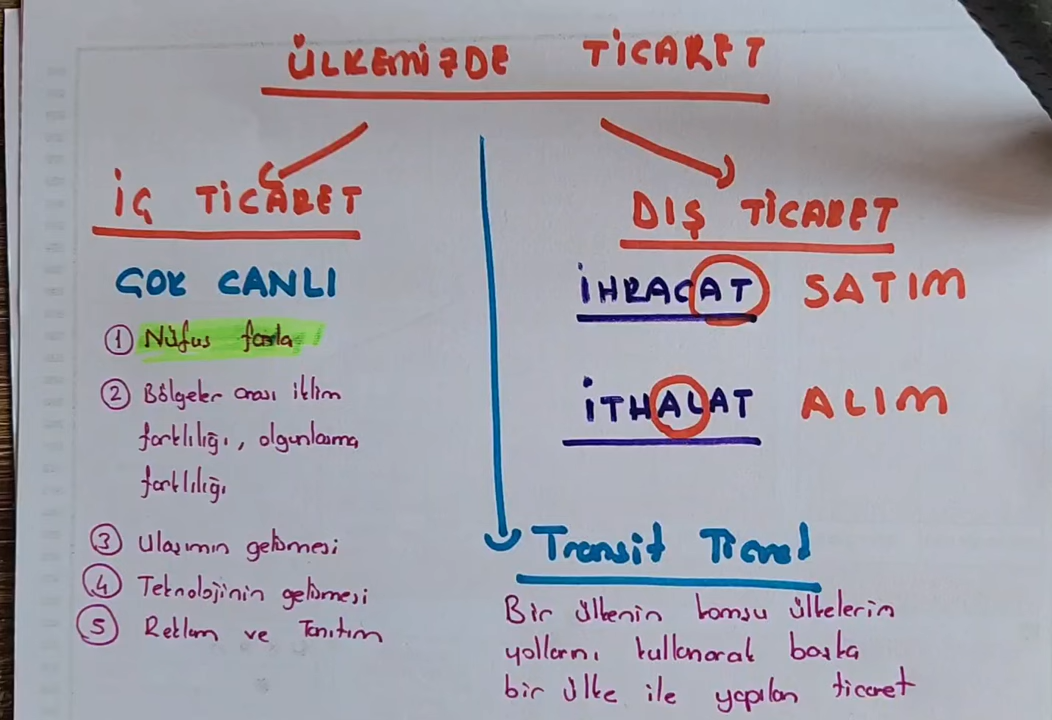 ÜLKEMİZDE TİCARET
İÇ TİCARET
ÇOK CANLI
① Nüfus fazla
② Bölgeler arası iklim
farklılığı, olgunlaşma
farklılığı
③ Ulaşımın gelişmesi
④ Teknolojinin gelişmesi
⑤ Reklam ve Tanıtım
DIŞ TİCARET
İHRACAT SATIM
İTHALAT ALIM
Transit Ticaret
Bir ülkenin komşu ülkelerin
yollarını kullanarak başka
bir ülke ile yapılan ticaret